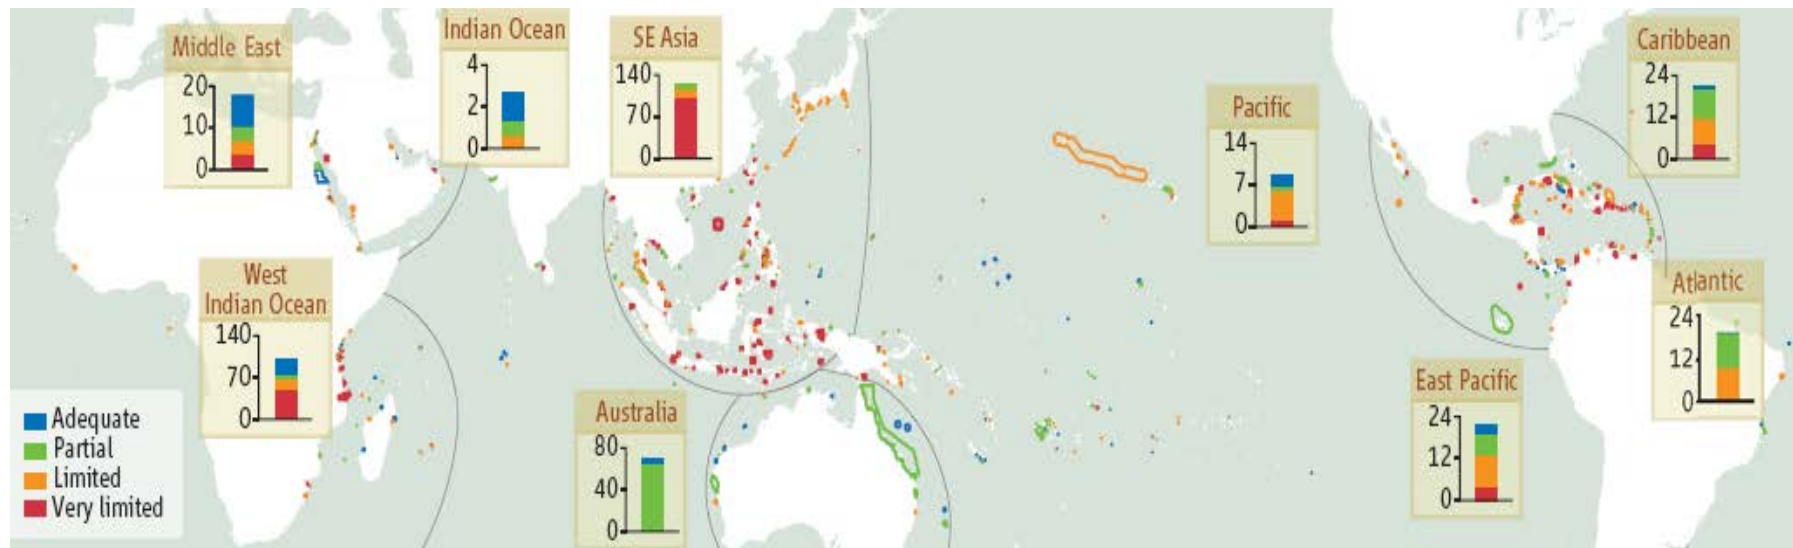 Middle East
20
10
0
Indian Ocean
4
2
0
SE Asia
140
70
0
Pacific
14
7
0
Caribbean
24
12
0
West
Indian Ocean
140
70
0
Australia
80
40
0
East Pacific
24
12
0
Atlantic
24
12
0
Adequate
Partial
Limited
Very limited